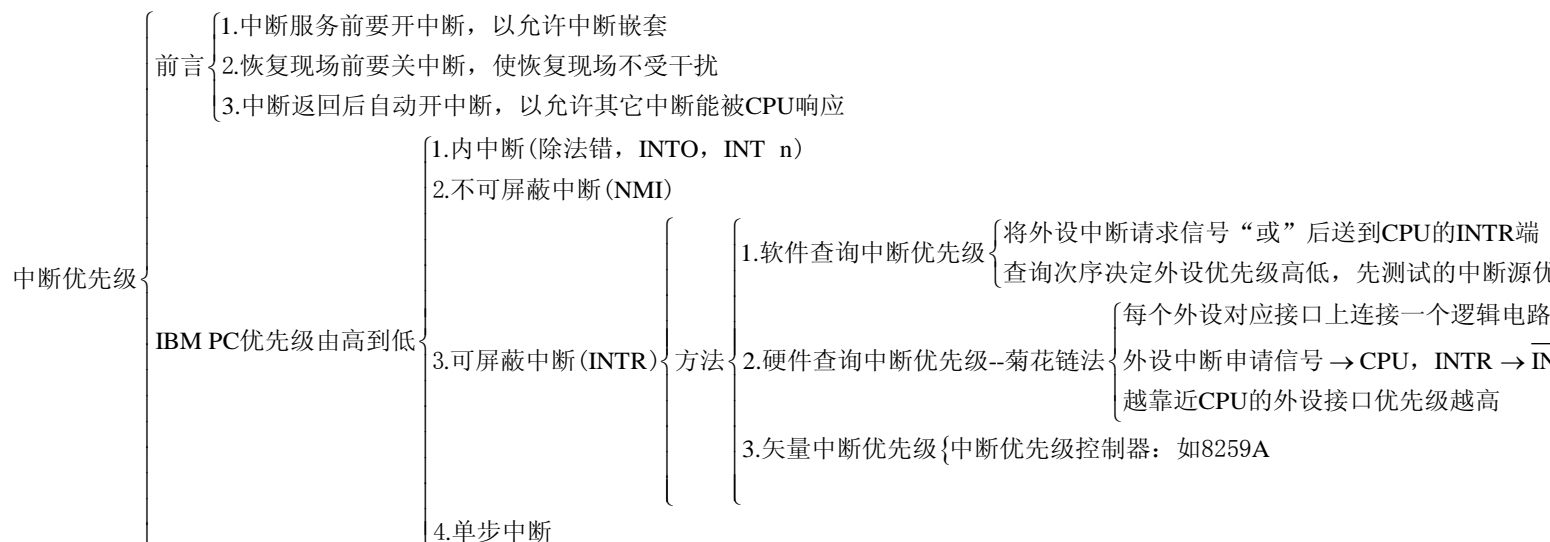 中断优先级
前言
1.中断服务前要开中断，以允许中断嵌套
2.恢复现场前要关中断，使恢复现场不受干扰
3.中断返回后自动开中断，以允许其它中断能被CPU响应
IBM PC优先级由高到低
1.内中断(除法错，INTO，INT n)
2.不可屏蔽中断(NMI)
3.可屏蔽中断(INTR)
方法
1.软件查询中断优先级
将外设中断请求信号“或”后送到CPU的INTR端
查询次序决定外设优先级高低，先测试的中断源优
2.硬件查询中断优先级--菊花链法
每个外设对应接口上连接一个逻辑电路
外设中断申请信号→CPU，INTR→IN
越靠近CPU的外设接口优先级越高
3.矢量中断优先级
中断优先级控制器：如8259A
4.单步中断